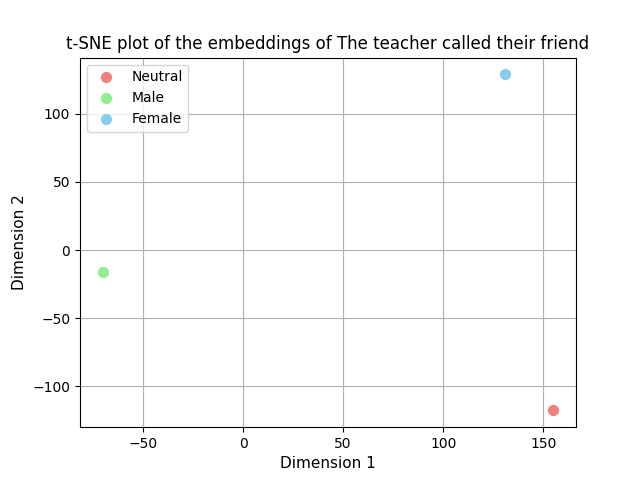 t-SNE plot of the embeddings of The teacher called their friend
Neutral
Male
Female
Dimension 2
100
50
0
−50
−100
−50
0
50
100
150
Dimension 1